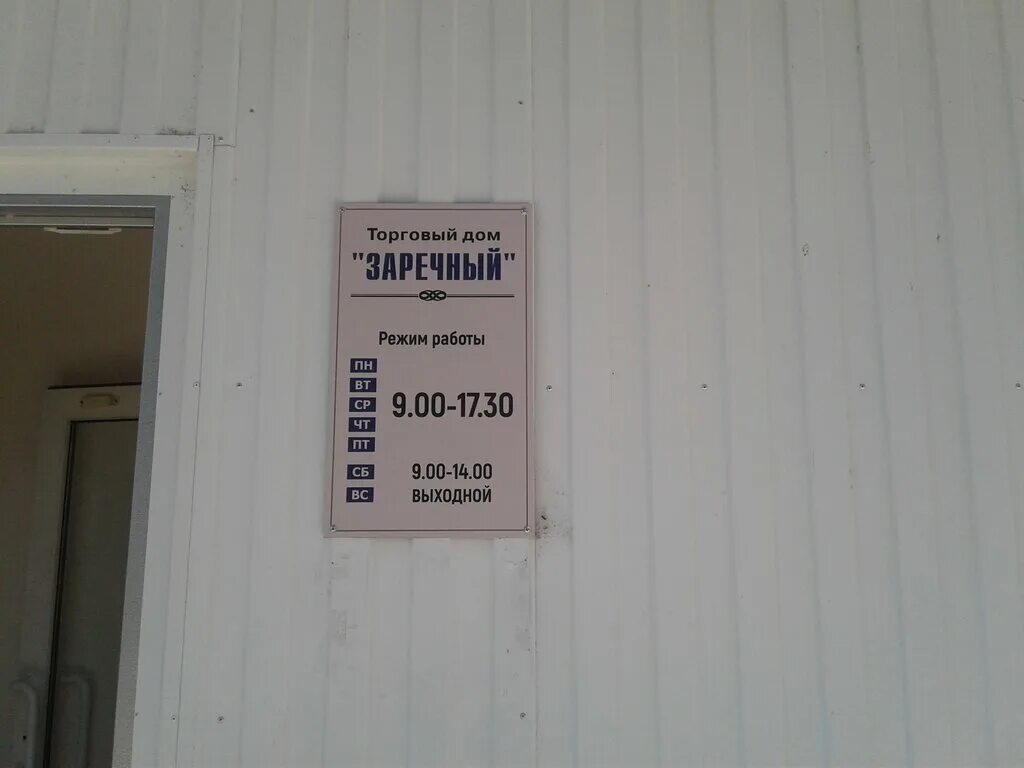 Торговый дом
"ЗАРЕЧНЫЙ"
Режим работы
ПН
ВТ
СР 9.00-17.30
ЧТ
ПТ
СБ 9.00-14.00
ВС ВЫХОДНОЙ